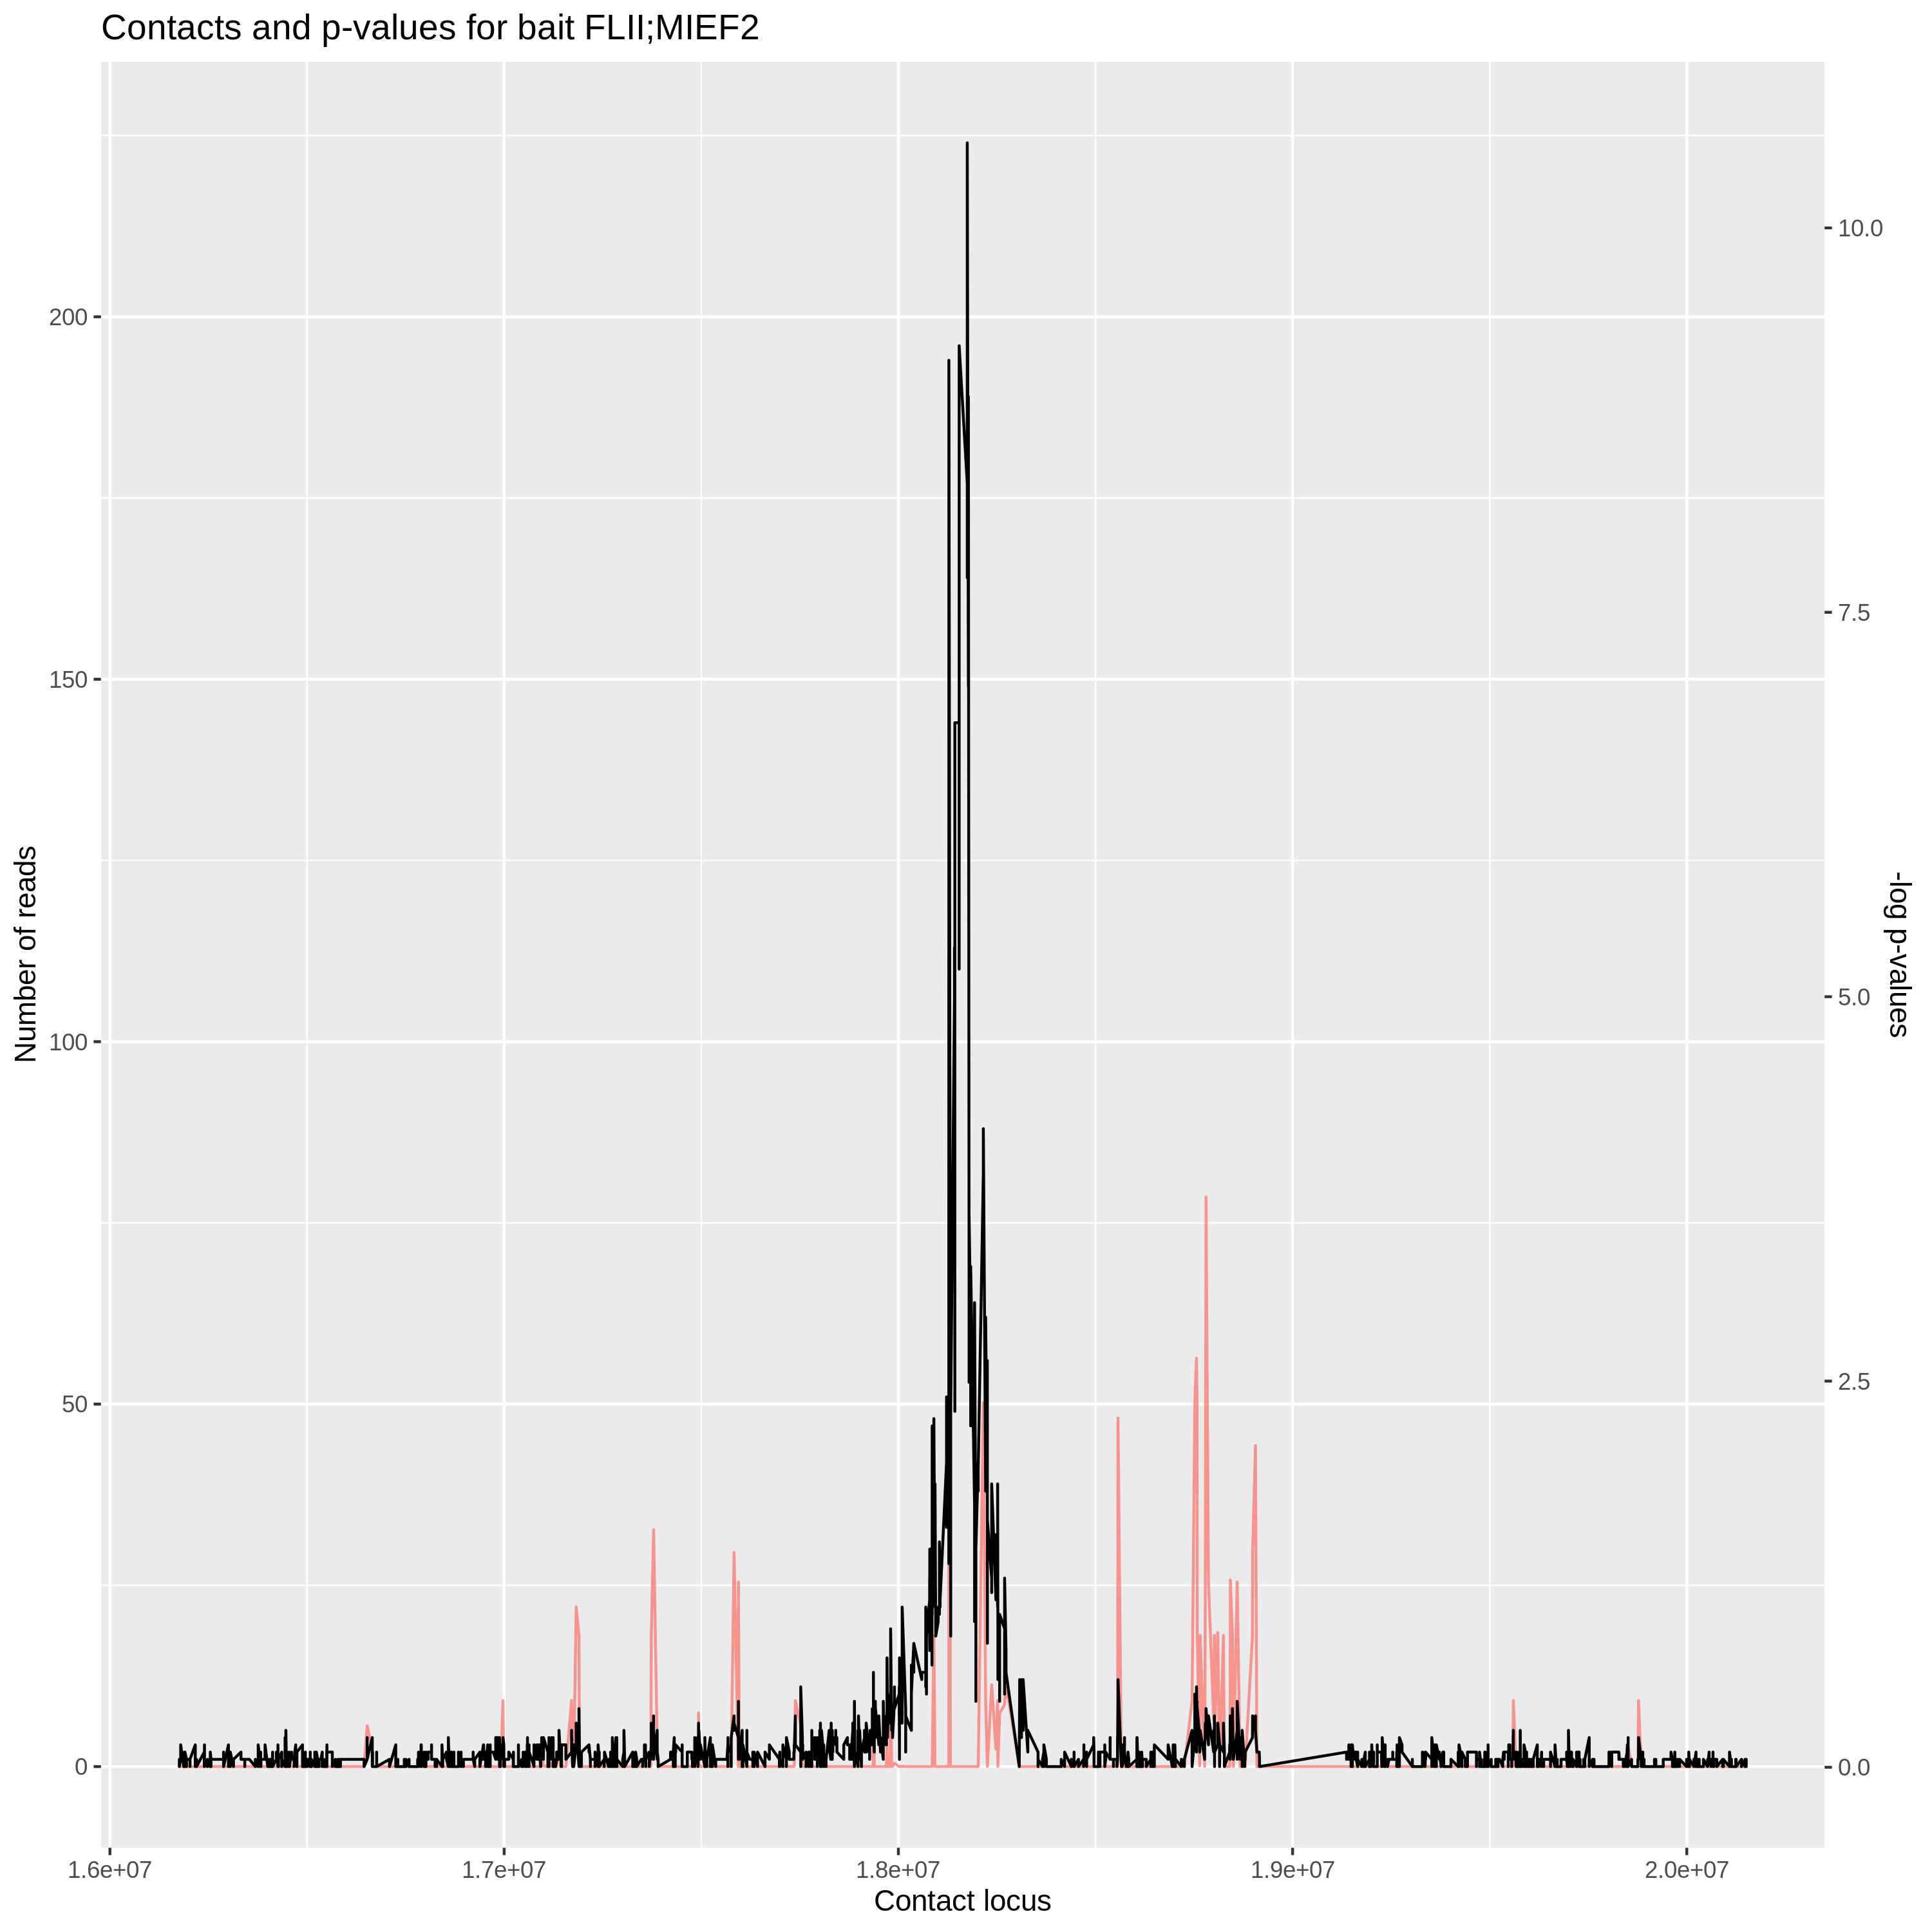 Contacts and p-values for bait FLII;MIEF2
Number of reads
200
150
100
50
0
10.0
7.5
5.0
2.5
0.0
-log p-values
1.6e+07 1.7e+07 1.8e+07 1.9e+07 2.0e+07
Contact locus